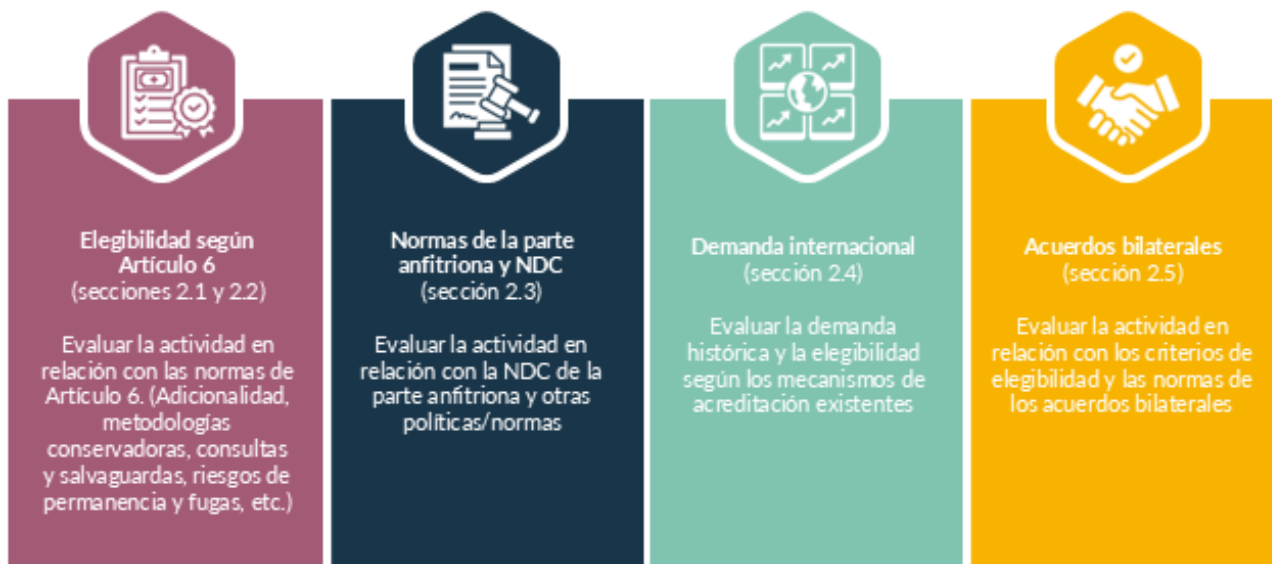 Elegibilidad según
Artículo 6
(secciones 2.1 y 2.2)
Evaluar la actividad en
relación con las normas de
Artículo 6. (Adicionalidad,
metodologías
conservadoras, consultas
y salvaguardas, riesgos de
permanencia y fugas, etc.)
Normas de la parte
anfitriona y NDC
(sección 2.3)
Evaluar la actividad en
relación con la NDC de la
parte anfitriona y otras
políticas/normas
Demanda internacional
(sección 2.4)
Evaluar la demanda
histórica y la elegibilidad
según los mecanismos de
acreditación existentes
Acuerdos bilaterales
(sección 2.5)
Evaluar la actividad en
relación con los criterios de
elegibilidad y las normas de
los acuerdos bilaterales